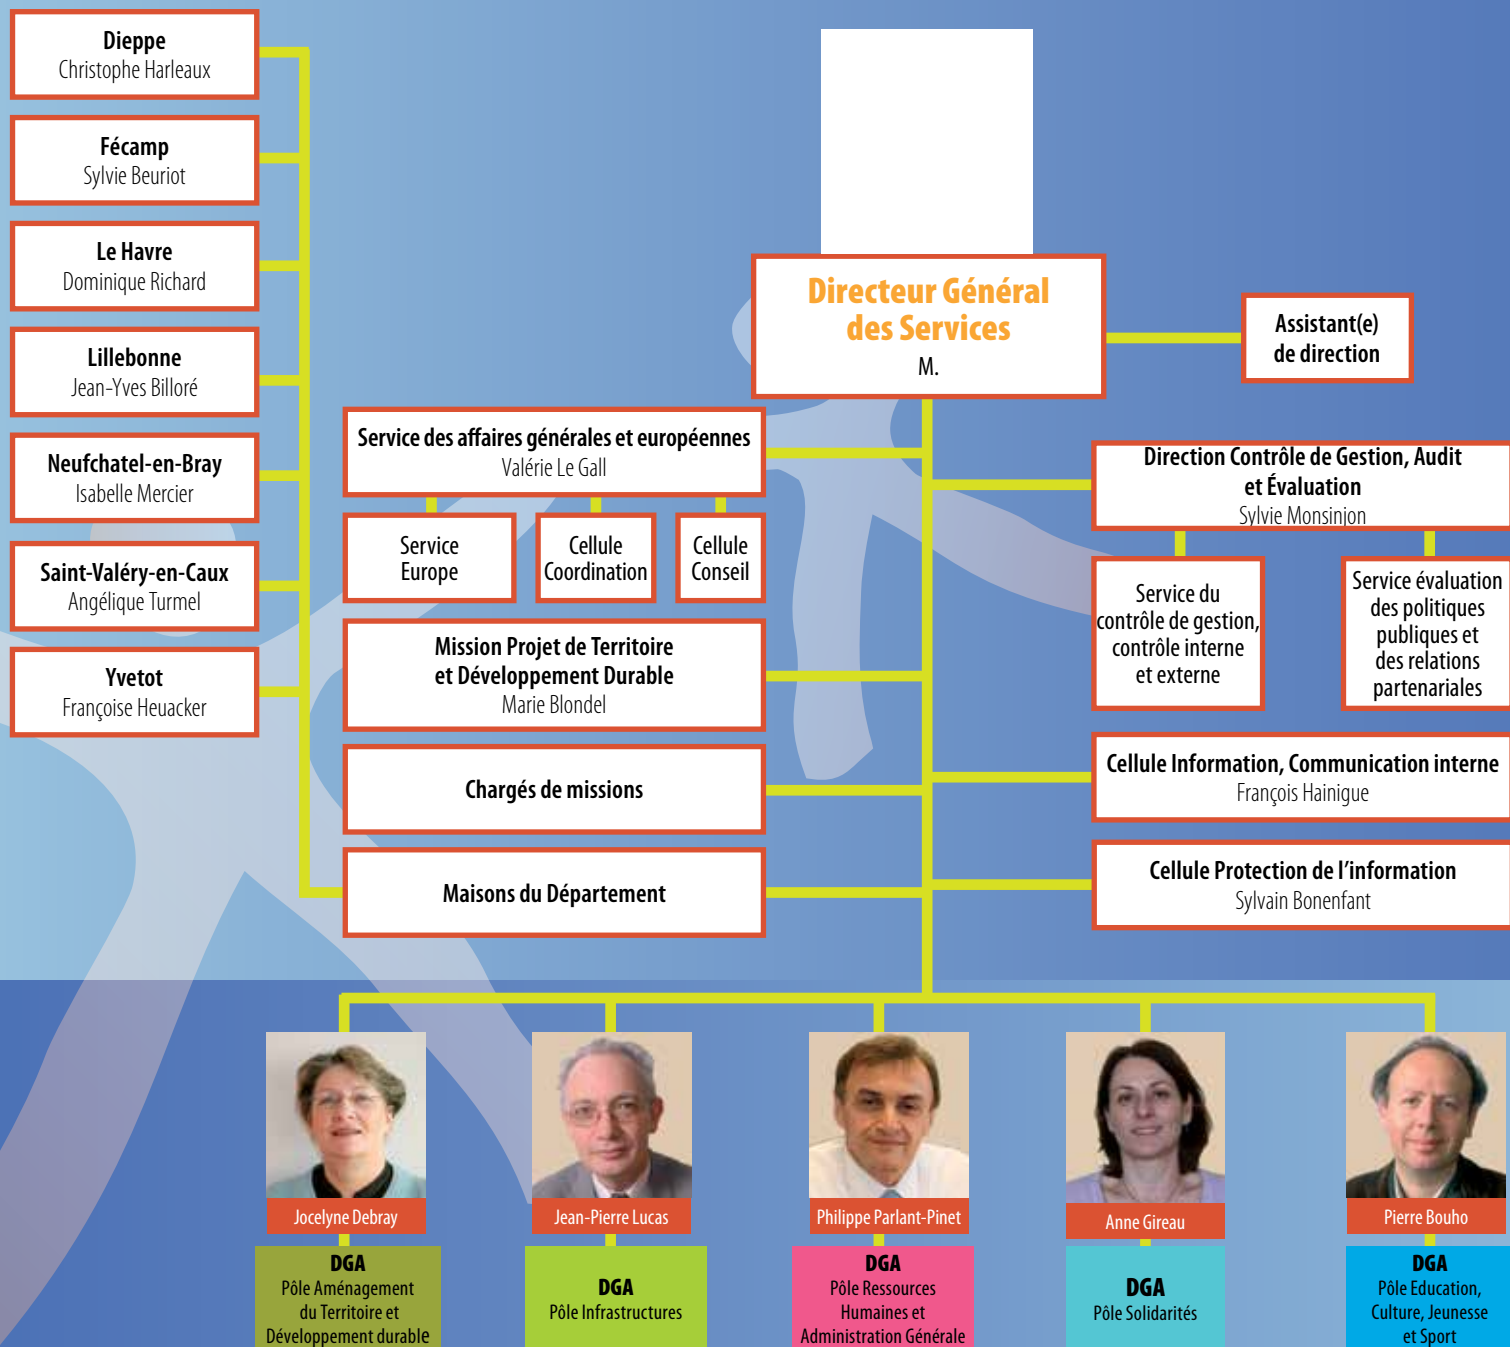 Dieppe
Christophe Harleaux
Fécamp
Sylvie Beuriot
Le Havre
Dominique Richard
Lillebonne
Jean-Yves Billoré
Neufchatel-en-Bray
Isabelle Mercier
Saint-Valéry-en-Caux
Angélique Turmel
Yvetot
Françoise Heuacker
Directeur Général
des Services
M.
Assistant(e)
de direction
Service des affaires générales et européennes
Valérie Le Gall
Service
Europe
Cellule
Coordination
Cellule
Conseil
Mission Projet de Territoire
et Développement Durable
Marie Blondel
Chargés de missions
Maisons du Département
Direction Contrôle de Gestion, Audit
et Évaluation
Sylvie Monsinjon
Service du
contrôle de gestion,
contrôle interne
et externe
Service évaluation
des politiques
publiques et
des relations
partenariales
Cellule Information, Communication interne
François Hainigue
Cellule Protection de l'information
Sylvain Bonenfant
Jocelyne Debray
DGA
Pôle Aménagement
du Territoire et
Développement durable
Jean-Pierre Lucas
DGA
Pôle Infrastructures
Philippe Parlant-Pinet
DGA
Pôle Ressources
Humaines et
Administration Générale
Anne Gireau
DGA
Pôle Solidarités
Pierre Bouho
DGA
Pôle Education,
Culture, Jeunesse
et Sport